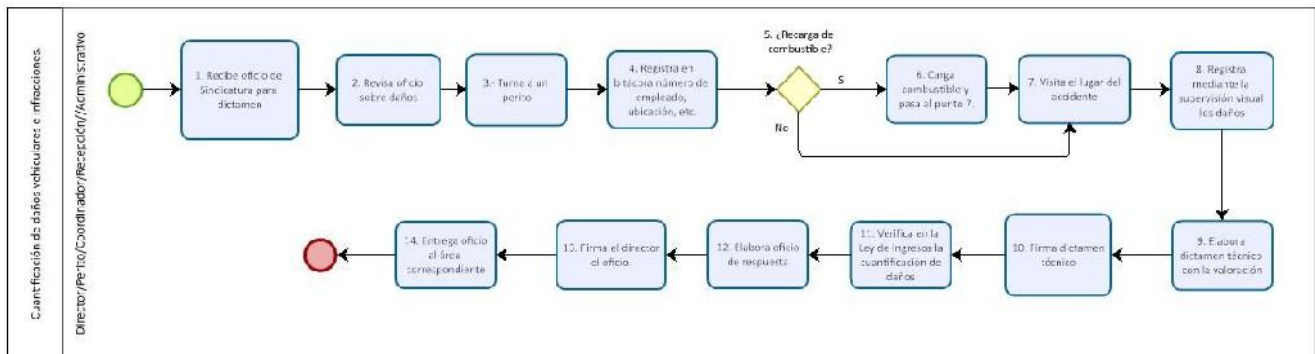 Cuantificación de daños vehiculares e infracciones.
Director/Perito/Coordinador/Recepción//Administrativo
1. Recibe oficio de
Sindicatura para
dictamen
2. Revisa oficio
sobre daños
3.- Turna a un
perito
4. Registra en
bitácora número de
empleado,
ubicación, etc.
5. ¿Recarga de
combustible?
S
No
6. Carga
combustible y
pasa al punto 7.
7. Visita el lugar del
accidente
8. Registra
mediante la
supervisión visual
los daños
9. Elabora
dictamen técnico
con la valoración
10. Firma dictamen
técnico
11. Verifica en la
Ley de Ingresos la
cuantificación de
daños
12. Elabora oficio
de respuesta
13. Firma el director
el oficio.
14. Entrega oficio
al área
correspondiente